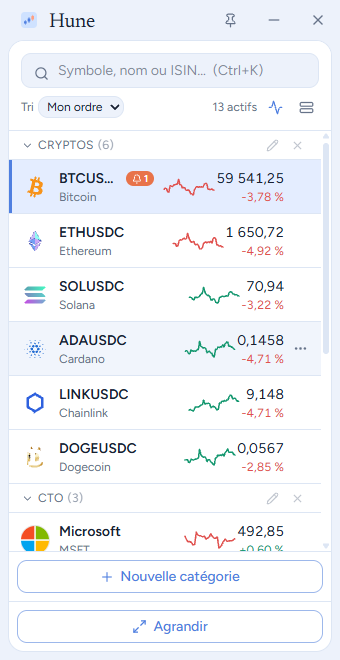 Hune
Symbole, nom ou ISIN... (Ctrl+K)
Tri Mon ordre 13 actifs
CRYPTOS (6)
BTCUS... 1 59 541,25
Bitcoin -3,78 %
ETHUSDC 1 650,72
Ethereum -4,92 %
SOLUSDC 70,94
Solana -3,22 %
ADAUSDC 0,1458
Cardano -4,71 %
LINKUSDC 9,148
Chainlink -4,71 %
DOGEUSDC 0,0567
Dogecoin -2,85 %
CTO (3)
Microsoft 492,85
MSFT +0,60 %
+ Nouvelle catégorie
Agrandir